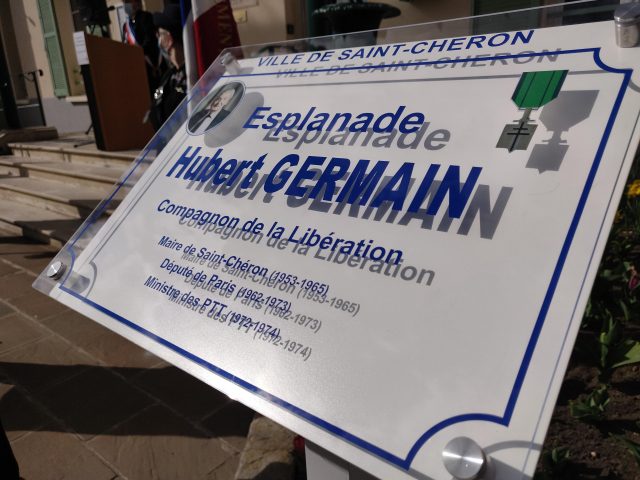 VILLE DE SAINT-CHERON
Esplanade
Hubert GERMAIN
Compagnon de la Libération
Maire de Saint-Chéron (1953-1965)
Député de Paris (1962-1973)
Ministre des PTT (1972-1974)